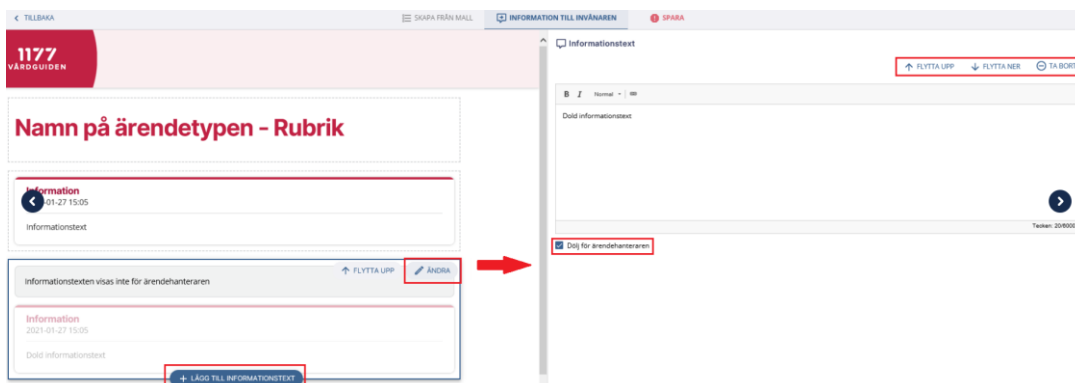 TILLBAKA
SKAPA FRÅN MALL
INFORMATION TILL INVÅNAREN
SPARA
1177
VÅRDGUIDEN
Namn på ärendetypen - Rubrik
Information
-01-27 15:05
Informationstext
FLYTTA UPP
ÄNDRA
Informationstexten visas inte för ärendehanteraren
Information
2021-01-27 15:05
Dold informationstext
+ LÄGG TILL INFORMATIONSTEXT
Informationstext
FLYTTA UPP
FLYTTA NER
TA BORT
B I Normal
Dold informationstext
Tecken: 20/6000
Dölj för ärendehanteraren